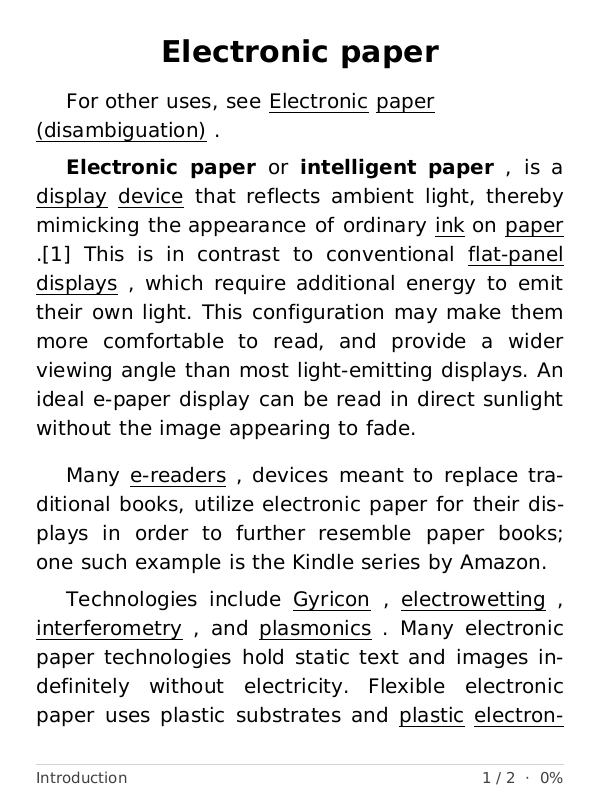 Electronic paper
For other uses, see Electronic paper
(disambiguation) .
Electronic paper or intelligent paper , is a
display device that reflects ambient light, thereby
mimicking the appearance of ordinary ink on paper
.[1] This is in contrast to conventional flat-panel
displays , which require additional energy to emit
their own light. This configuration may make them
more comfortable to read, and provide a wider
viewing angle than most light-emitting displays. An
ideal e-paper display can be read in direct sunlight
without the image appearing to fade.
Many e-readers , devices meant to replace tra-
ditional books, utilize electronic paper for their dis-
plays in order to further resemble paper books;
one such example is the Kindle series by Amazon.
Technologies include Gyricon , electrowetting ,
interferometry , and plasmonics . Many electronic
paper technologies hold static text and images in-
definitely without electricity. Flexible electronic
paper uses plastic substrates and plastic electron-
Introduction 1 / 2 · 0%